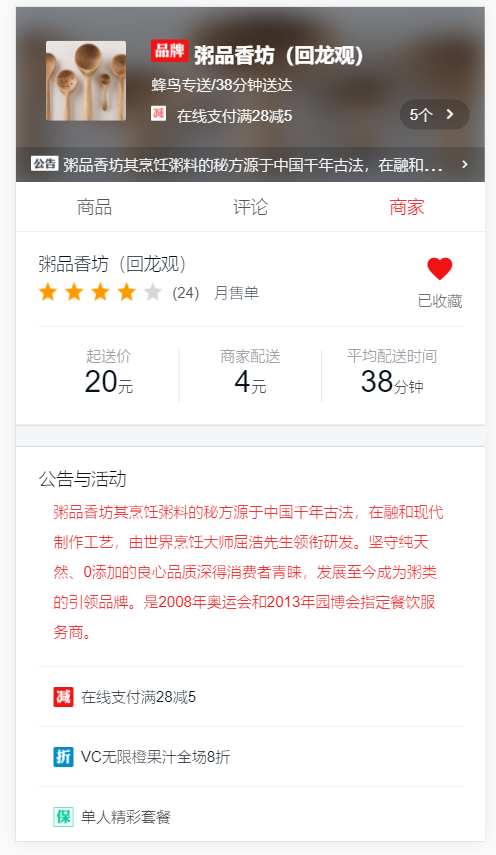 品牌 粥品香坊（回龙观）
蜂鸟专送/38分钟送达
减 在线支付满28减5
5个
公告 粥品香坊其烹饪粥料的秘方源于中国千年古法，在融和...
商品 评论 商家
粥品香坊（回龙观）
(24) 月售单
已收藏
起送价 商家配送 平均配送时间
20元 4元 38分钟
公告与活动
粥品香坊其烹饪粥料的秘方源于中国千年古法，在融和现代
制作工艺，由世界烹饪大师屈浩先生领衔研发。坚守纯天
然、0添加的良心品质深得消费者青睐，发展至今成为粥类
的引领品牌。是2008年奥运会和2013年园博会指定餐饮服
务商。
减 在线支付满28减5
折 VC无限橙果汁全场8折
保 单人精彩套餐